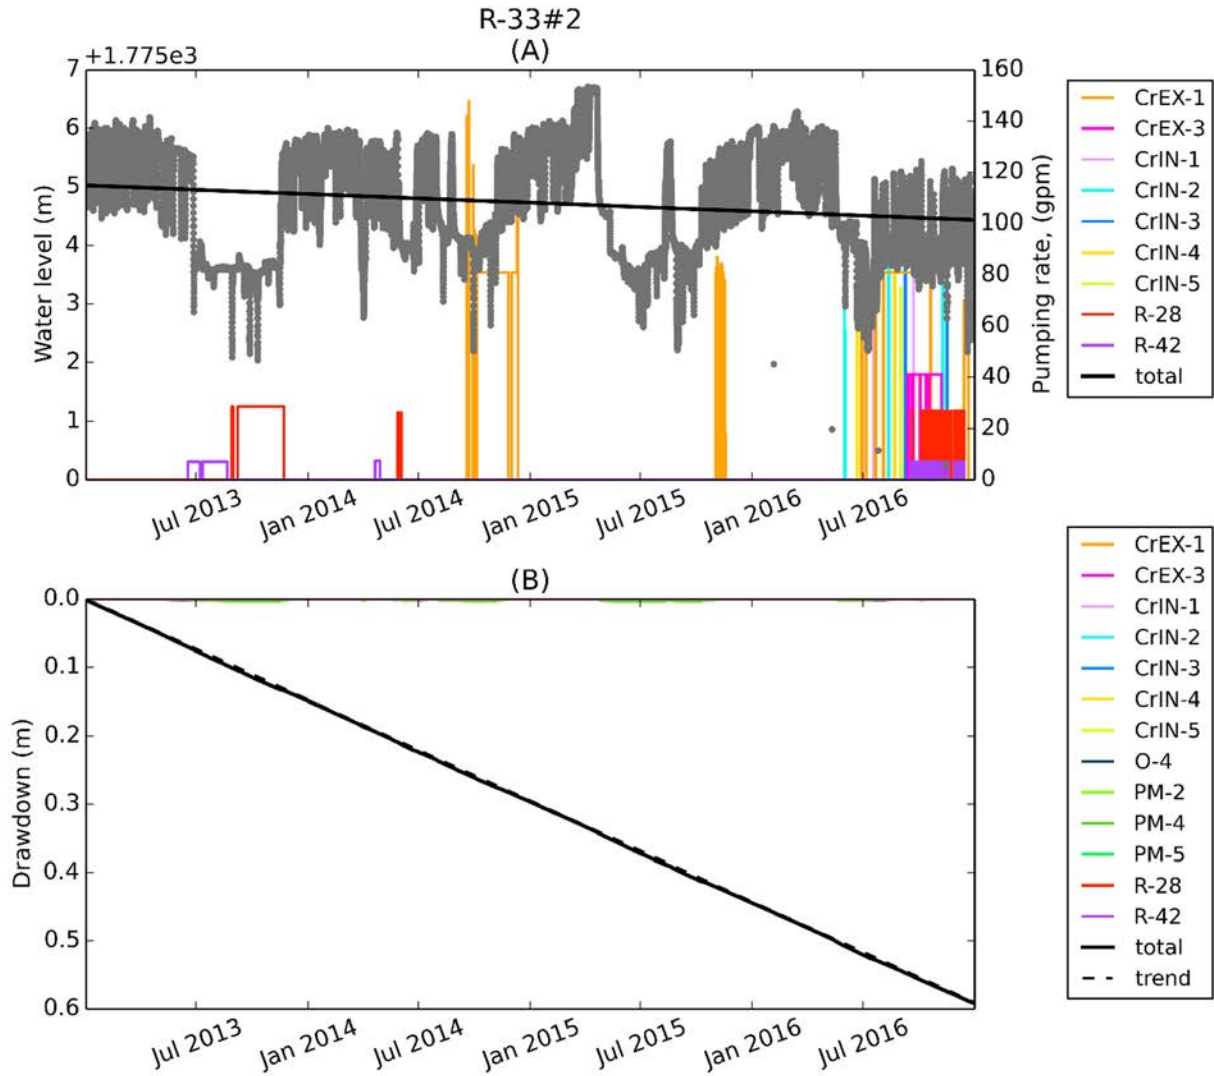 R-33#2
(A)
+1.775e3
7
6
5
4
3
2
1
0
Water level (m)
160
140
120
100
80
60
40
20
0
Pumping rate, (gpm)
Jul 2013
Jan 2014
Jul 2014
Jan 2015
Jul 2015
Jan 2016
Jul 2016
CrEX-1
CrEX-3
CrIN-1
CrIN-2
CrIN-3
CrIN-4
CrIN-5
R-28
R-42
total
(B)
0.0
0.1
0.2
0.3
0.4
0.5
0.6
Drawdown (m)
Jul 2013
Jan 2014
Jul 2014
Jan 2015
Jul 2015
Jan 2016
Jul 2016
CrEX-1
CrEX-3
CrIN-1
CrIN-2
CrIN-3
CrIN-4
CrIN-5
O-4
PM-2
PM-4
PM-5
R-28
R-42
total
trend